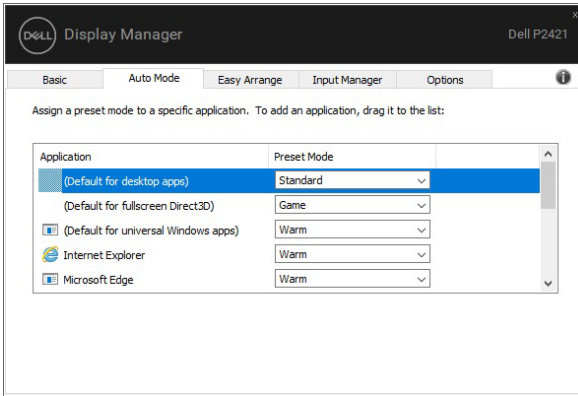 DELL Display Manager Dell P2421
Basic Auto Mode Easy Arrange Input Manager Options
Assign a preset mode to a specific application. To add an application, drag it to the list:
Application Preset Mode
(Default for desktop apps) Standard
(Default for fullscreen Direct3D) Game
(Default for universal Windows apps) Warm
Internet Explorer Warm
Microsoft Edge Warm